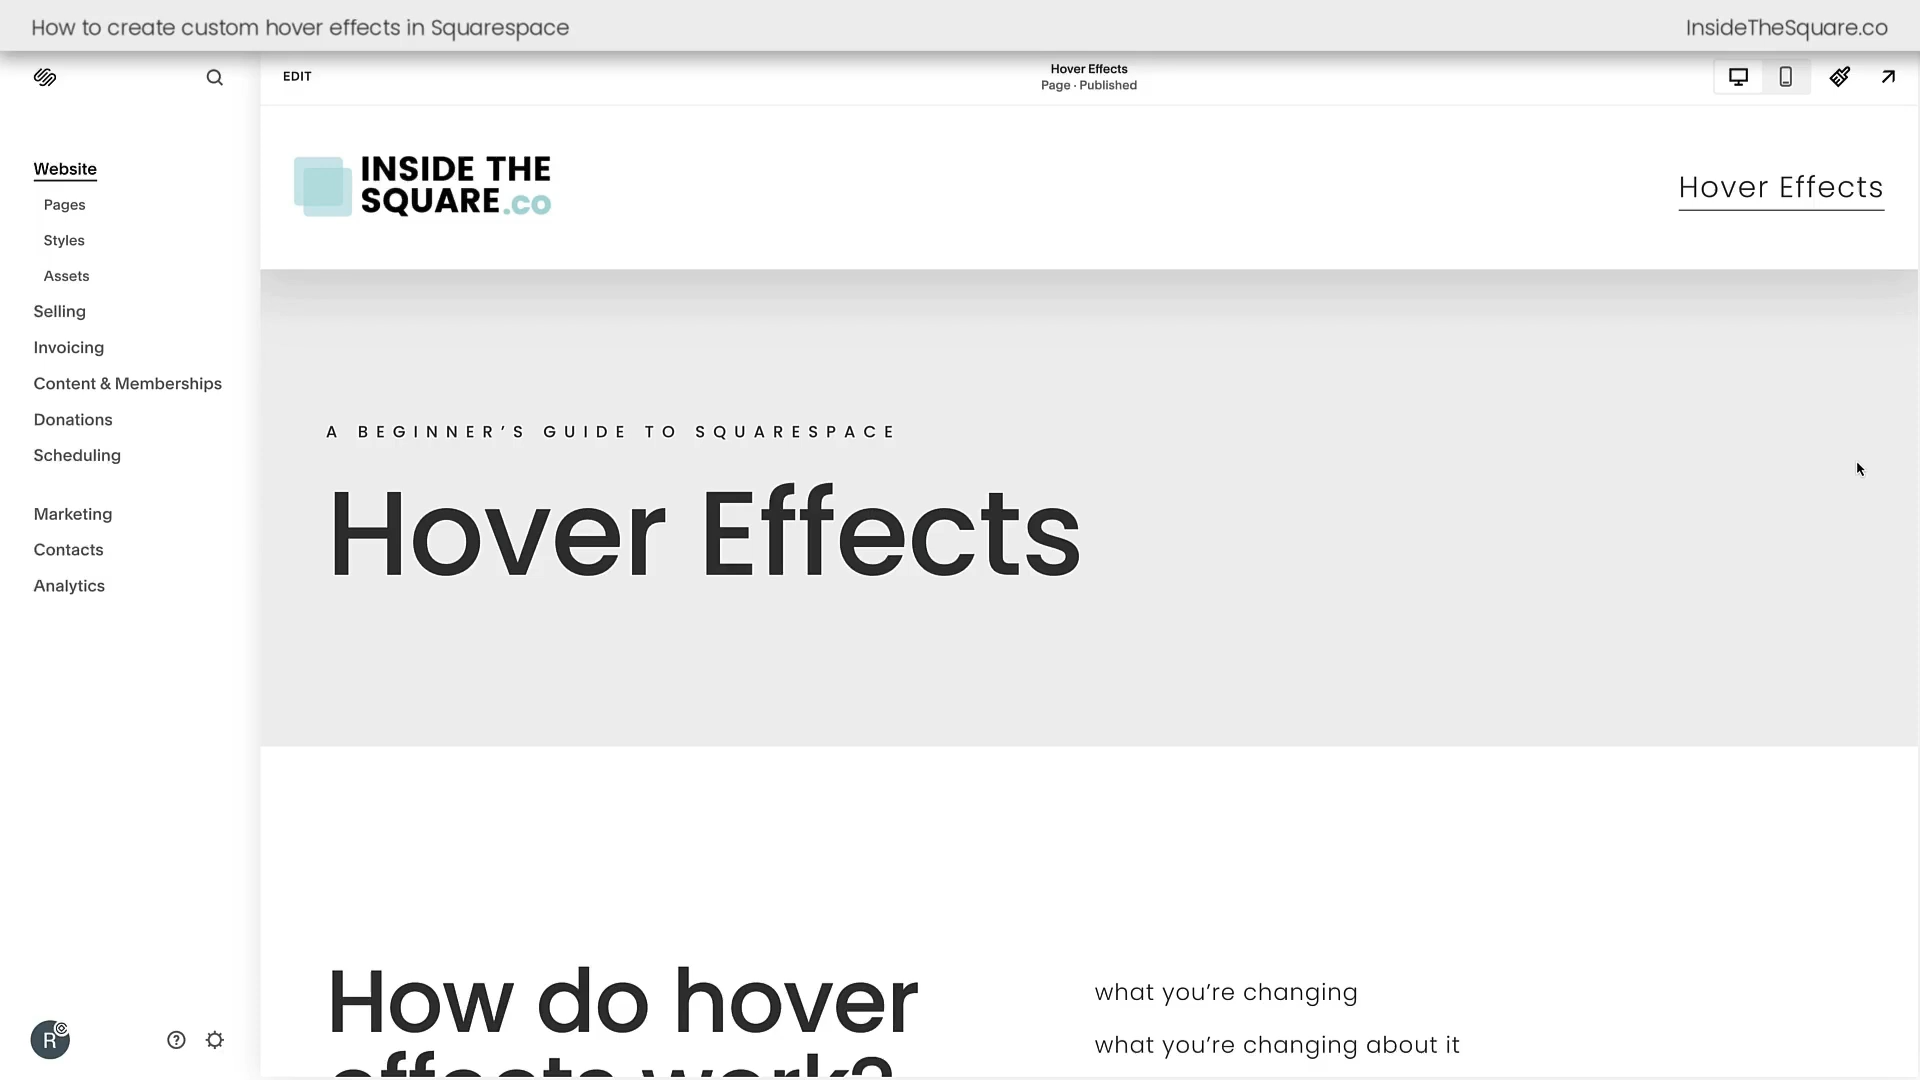 How to create custom hover effects in Squarespace
InsideTheSquare.co
EDIT
Hover Effects
Page · Published
Website
Pages
Styles
Assets
Selling
Invoicing
Content & Memberships
Donations
Scheduling
Marketing
Contacts
Analytics
R
INSIDE THE
SQUARE.co
Hover Effects
A BEGINNER’S GUIDE TO SQUARESPACE
Hover Effects
How do hover
effects work?
what you’re changing
what you’re changing about it